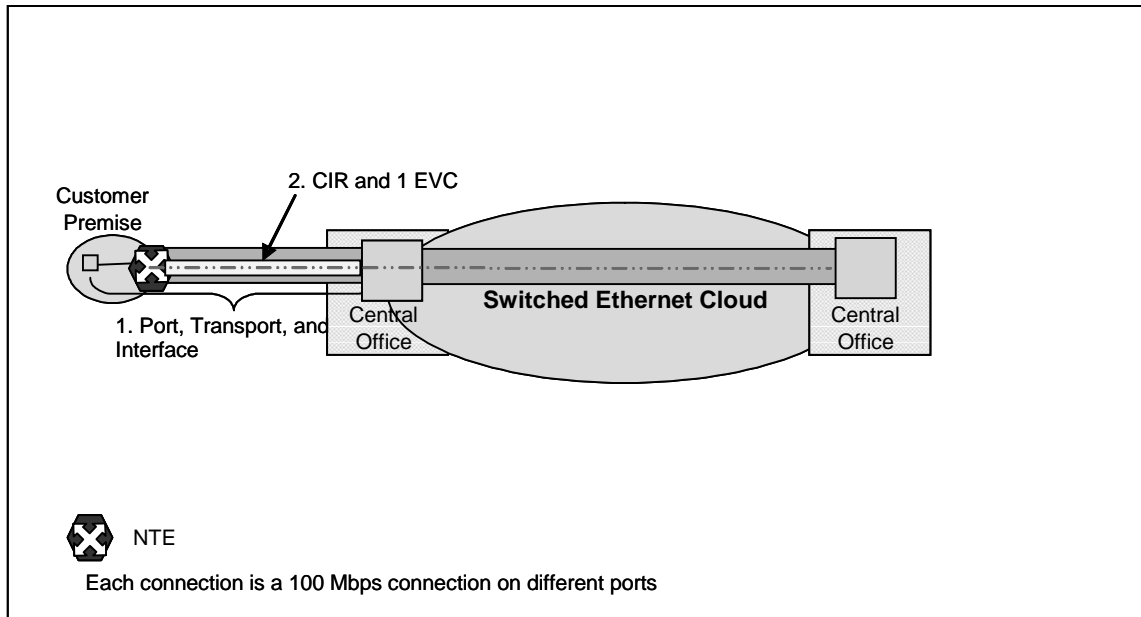 2. CIR and 1 EVC
Customer
Premise
Switched Ethernet Cloud
1. Port, Transport, and
Interface
Central
Office
Central
Office
NTE
Each connection is a 100 Mbps connection on different ports